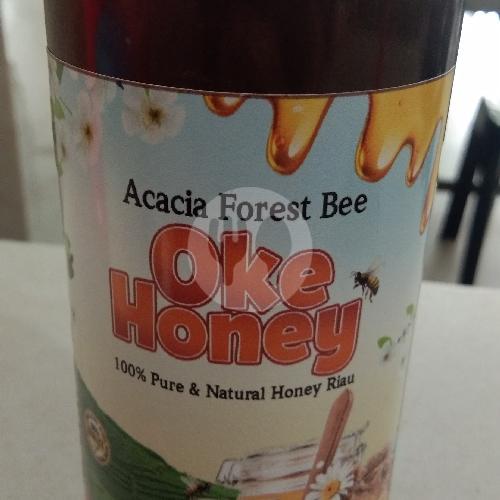 Acacia Forest Bee
Oke
Honey
100% Pure & Natural Honey Riau